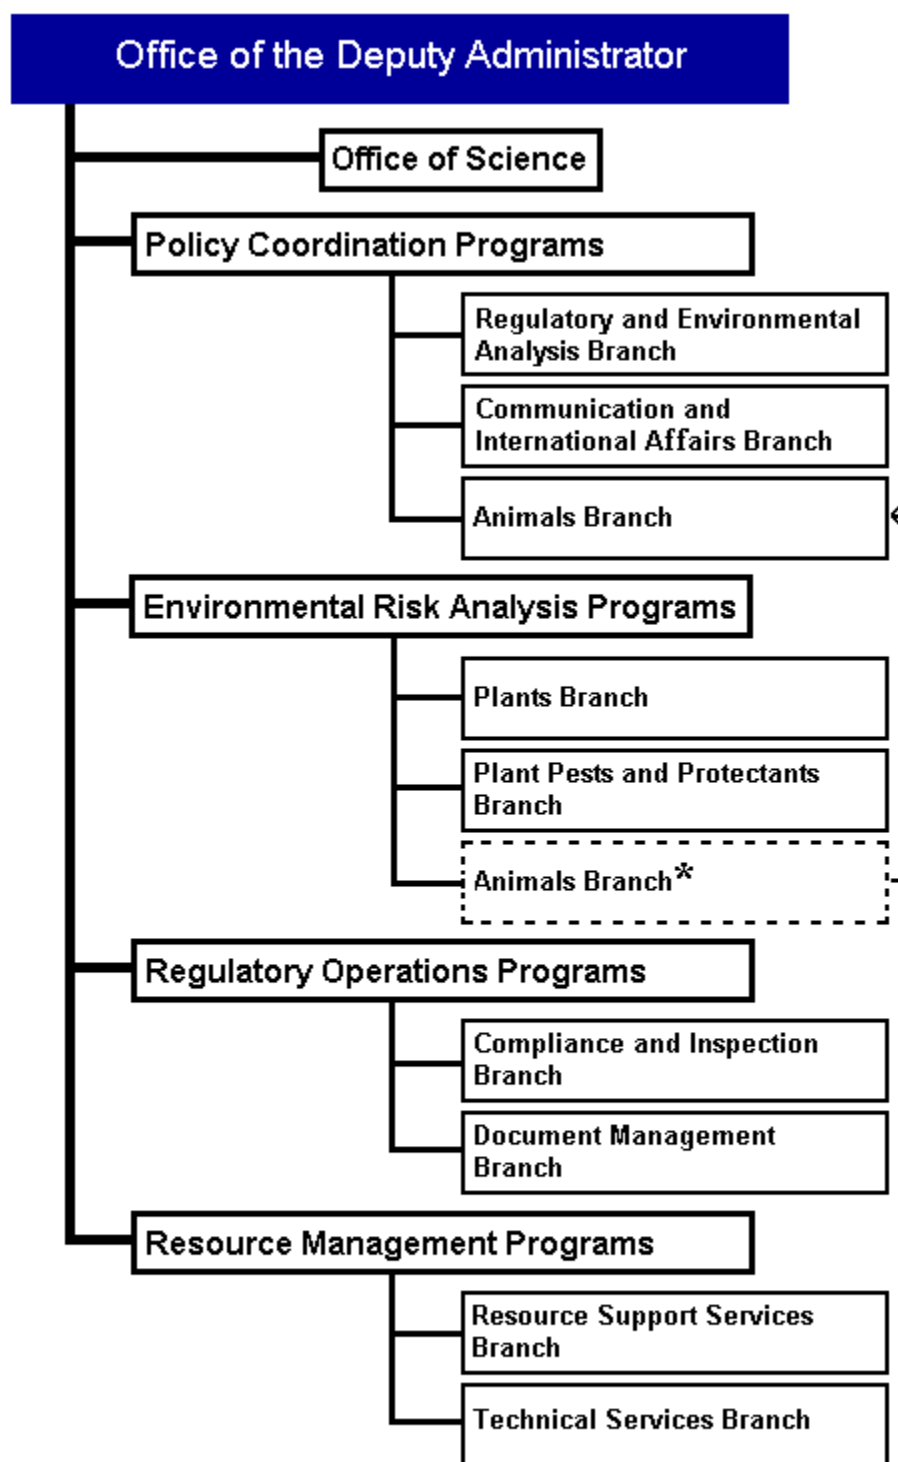 Office of the Deputy Administrator
Office of Science
Policy Coordination Programs
Regulatory and Environmental
Analysis Branch
Communication and
International Affairs Branch
Animals Branch
Environmental Risk Analysis Programs
Plants Branch
Plant Pests and Protectants
Branch
Animals Branch*
Regulatory Operations Programs
Compliance and Inspection
Branch
Document Management
Branch
Resource Management Programs
Resource Support Services
Branch
Technical Services Branch